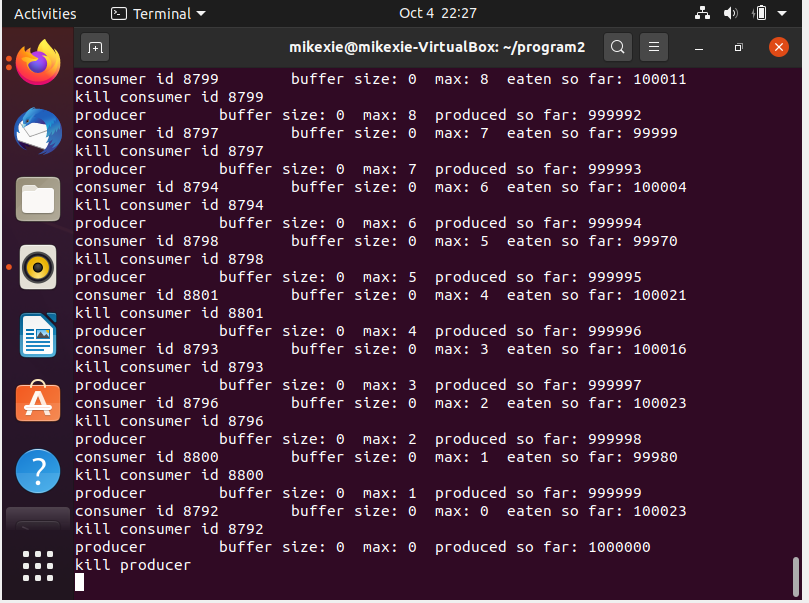 Activities Terminal Oct 4 22:27
mikexie@mikexie-VirtualBox: ~/program2
consumer id 8799        buffer size: 0  max: 8  eaten so far: 100011
kill consumer id 8799
producer        buffer size: 0  max: 8  produced so far: 999992
consumer id 8797        buffer size: 0  max: 7  eaten so far: 99999
kill consumer id 8797
producer        buffer size: 0  max: 7  produced so far: 999993
consumer id 8794        buffer size: 0  max: 6  eaten so far: 100004
kill consumer id 8794
producer        buffer size: 0  max: 6  produced so far: 999994
consumer id 8798        buffer size: 0  max: 5  eaten so far: 99970
kill consumer id 8798
producer        buffer size: 0  max: 5  produced so far: 999995
consumer id 8801        buffer size: 0  max: 4  eaten so far: 100021
kill consumer id 8801
producer        buffer size: 0  max: 4  produced so far: 999996
consumer id 8793        buffer size: 0  max: 3  eaten so far: 100016
kill consumer id 8793
producer        buffer size: 0  max: 3  produced so far: 999997
consumer id 8796        buffer size: 0  max: 2  eaten so far: 100023
kill consumer id 8796
producer        buffer size: 0  max: 2  produced so far: 999998
consumer id 8800        buffer size: 0  max: 1  eaten so far: 99980
kill consumer id 8800
producer        buffer size: 0  max: 1  produced so far: 999999
consumer id 8792        buffer size: 0  max: 0  eaten so far: 100023
kill consumer id 8792
producer        buffer size: 0  max: 0  produced so far: 1000000
kill producer